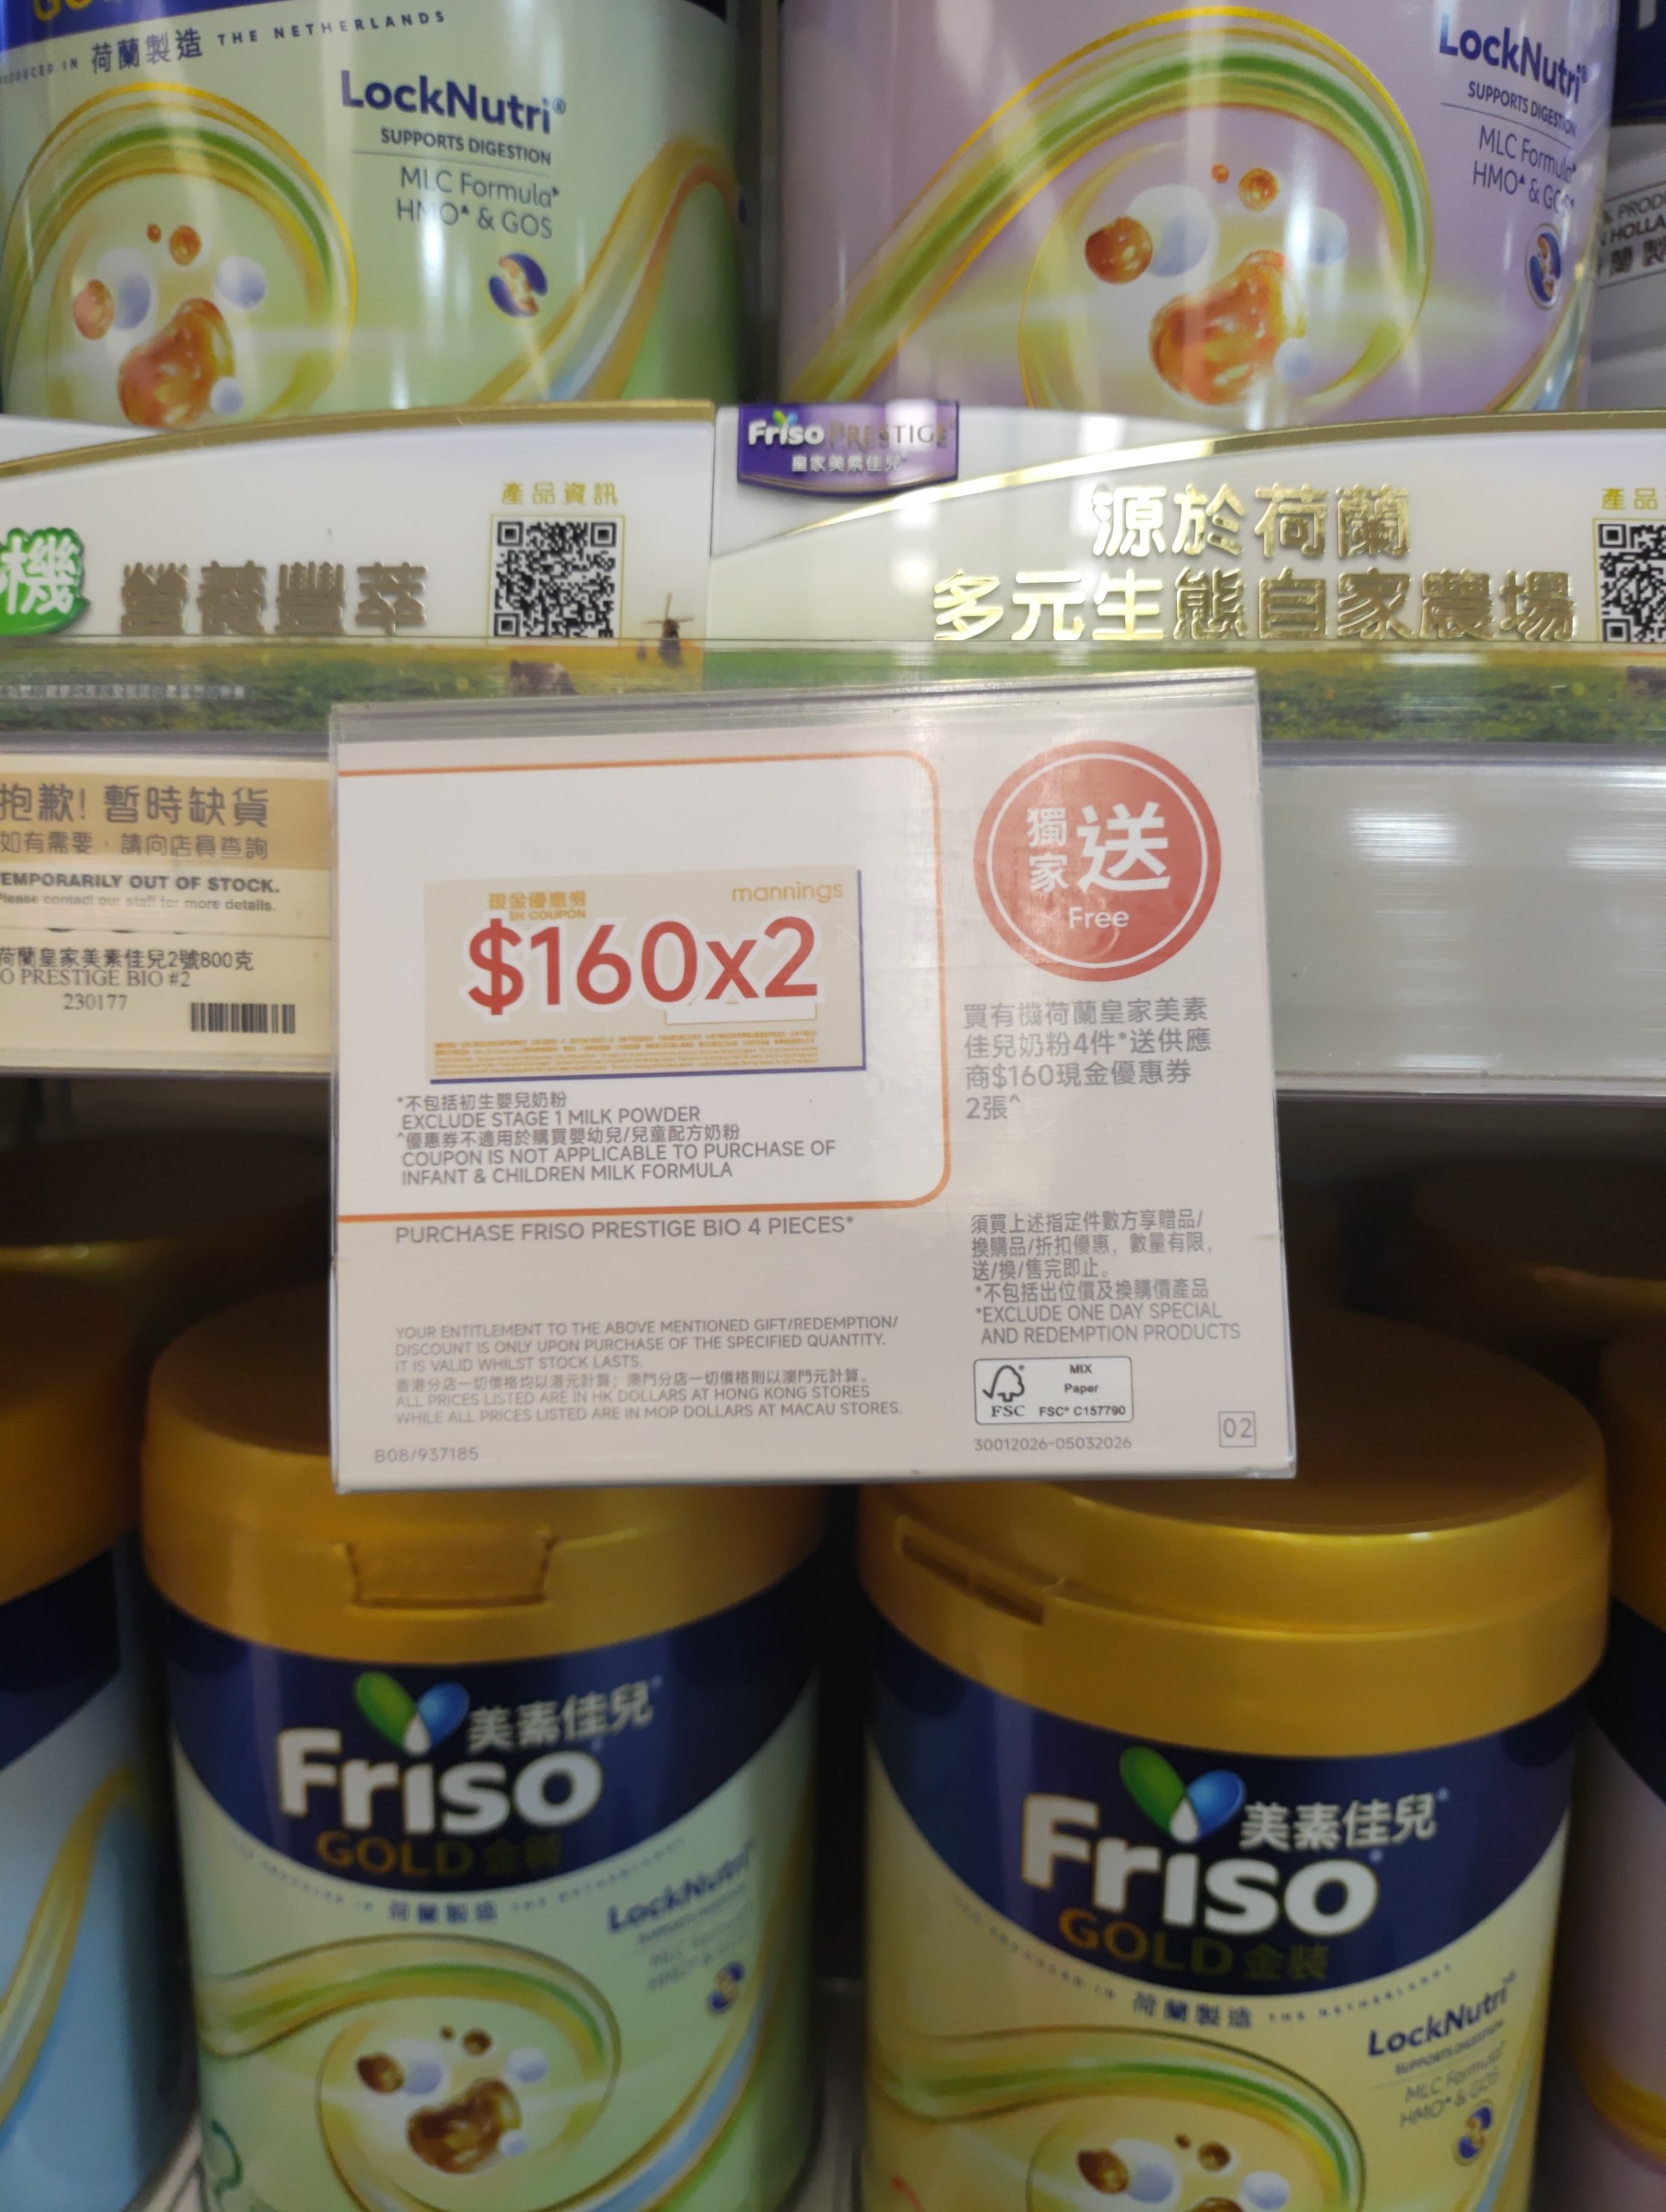 THE NETHERLANDS
荷蘭製造
LockNutri®
SUPPORTS DIGESTION
MLC Formula
HMO & GOS
LockNutri®
SUPPORTS DIGESTION
MLC Formula
HMO & GOS
Friso PRESTIGE
皇家美素佳兒
產品資訊
機
營養豐萃
源於荷蘭
多元生態自家農場
產品
抱歉! 暫時缺貨
如有需要，請向店員查詢
TEMPORARILY OUT OF STOCK.
Please contact our staff for more details.
荷蘭皇家美素佳兒2號800克
O PRESTIGE BIO #2
230177
現金優惠券
mannings
$160x2
獨家送
Free
買有機荷蘭皇家美素
佳兒奶粉4件*送供應
商$160現金優惠券
2張^
*不包括初生嬰兒奶粉
EXCLUDE STAGE 1 MILK POWDER
^優惠券不適用於購買嬰幼兒/兒童配方奶粉
COUPON IS NOT APPLICABLE TO PURCHASE OF
INFANT & CHILDREN MILK FORMULA
PURCHASE FRISO PRESTIGE BIO 4 PIECES*
須買上述指定件數方享贈品/
換購品/折扣優惠，數量有限，
送/換/售完即止。
*不包括出位價及換購價產品
*EXCLUDE ONE DAY SPECIAL
AND REDEMPTION PRODUCTS
YOUR ENTITLEMENT TO THE ABOVE MENTIONED GIFT/REDEMPTION/
DISCOUNT IS ONLY UPON PURCHASE OF THE SPECIFIED QUANTITY.
IT IS VALID WHILST STOCK LASTS.
香港分店一切價格均以港元計算；澳門分店一切價格則以澳門元計算。
ALL PRICES LISTED ARE IN HK DOLLARS AT HONG KONG STORES
WHILE ALL PRICES LISTED ARE IN MOP DOLLARS AT MACAU STORES.
MIX
Paper
FSC
FSC® C157790
B08/937185
30012026-05032026
02
美素佳兒
Friso
GOLD 金裝
荷蘭製造
LockNutri
美素佳兒
Friso
GOLD 金裝
荷蘭製造
LockNutri
MLC Formula
HMO & GOS